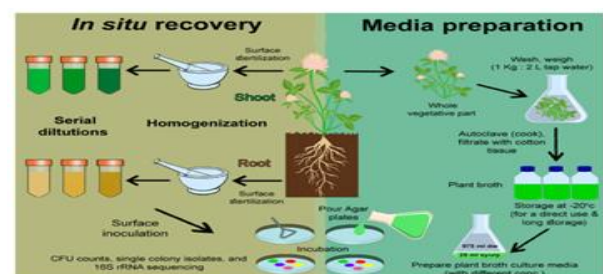 In situ recovery
Surface
sterilization
Shoot
Serial
diltutions
Homogenization
Root
Surface
sterilization
Surface
inoculation
CFU counts, single colony isolates, and
16S rRNA sequencing
Media preparation
Wash, weigh
(1 Kg : 2 L tap water)
Whole
vegetative part
Autoclave (cook),
filtrate with cotton
tissue
Plant broth
Storage at -20°c
(for a direct use &
long storage)
Pour Agar
plates
Incubation
975 ml dw
Prepare plant broth culture media